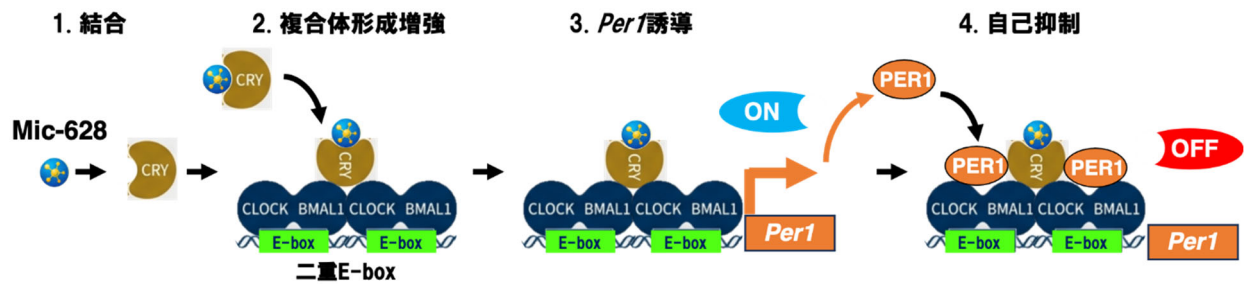 1. 結合
Mic-628
CRY
2. 複合体形成増強
CRY
CRY
CLOCK BMAL1 CLOCK BMAL1
E-box E-box
二重E-box
3. Per1誘導
ON
CRY
CLOCK BMAL1 CLOCK BMAL1
E-box E-box
Per1
4. 自己抑制
PER1
OFF
PER1 CRY PER1
CLOCK BMAL1 CLOCK BMAL1
E-box E-box
Per1